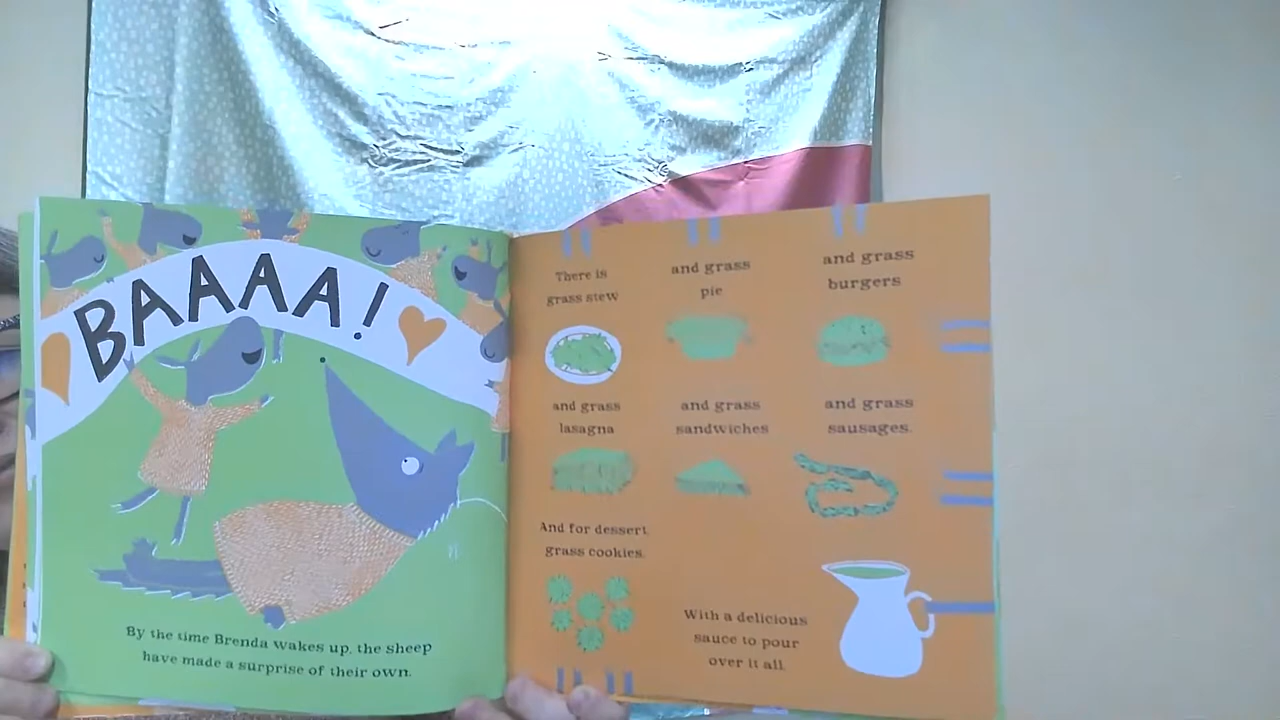 BAAAA!
By the time Brenda wakes up, the sheep
have made a surprise of their own.
There is
grass stew
and grass
pie
and grass
burgers
and grass
lasagna
and grass
sandwiches
and grass
sausages.
And for dessert,
grass cookies.
With a delicious
sauce to pour
over it all.